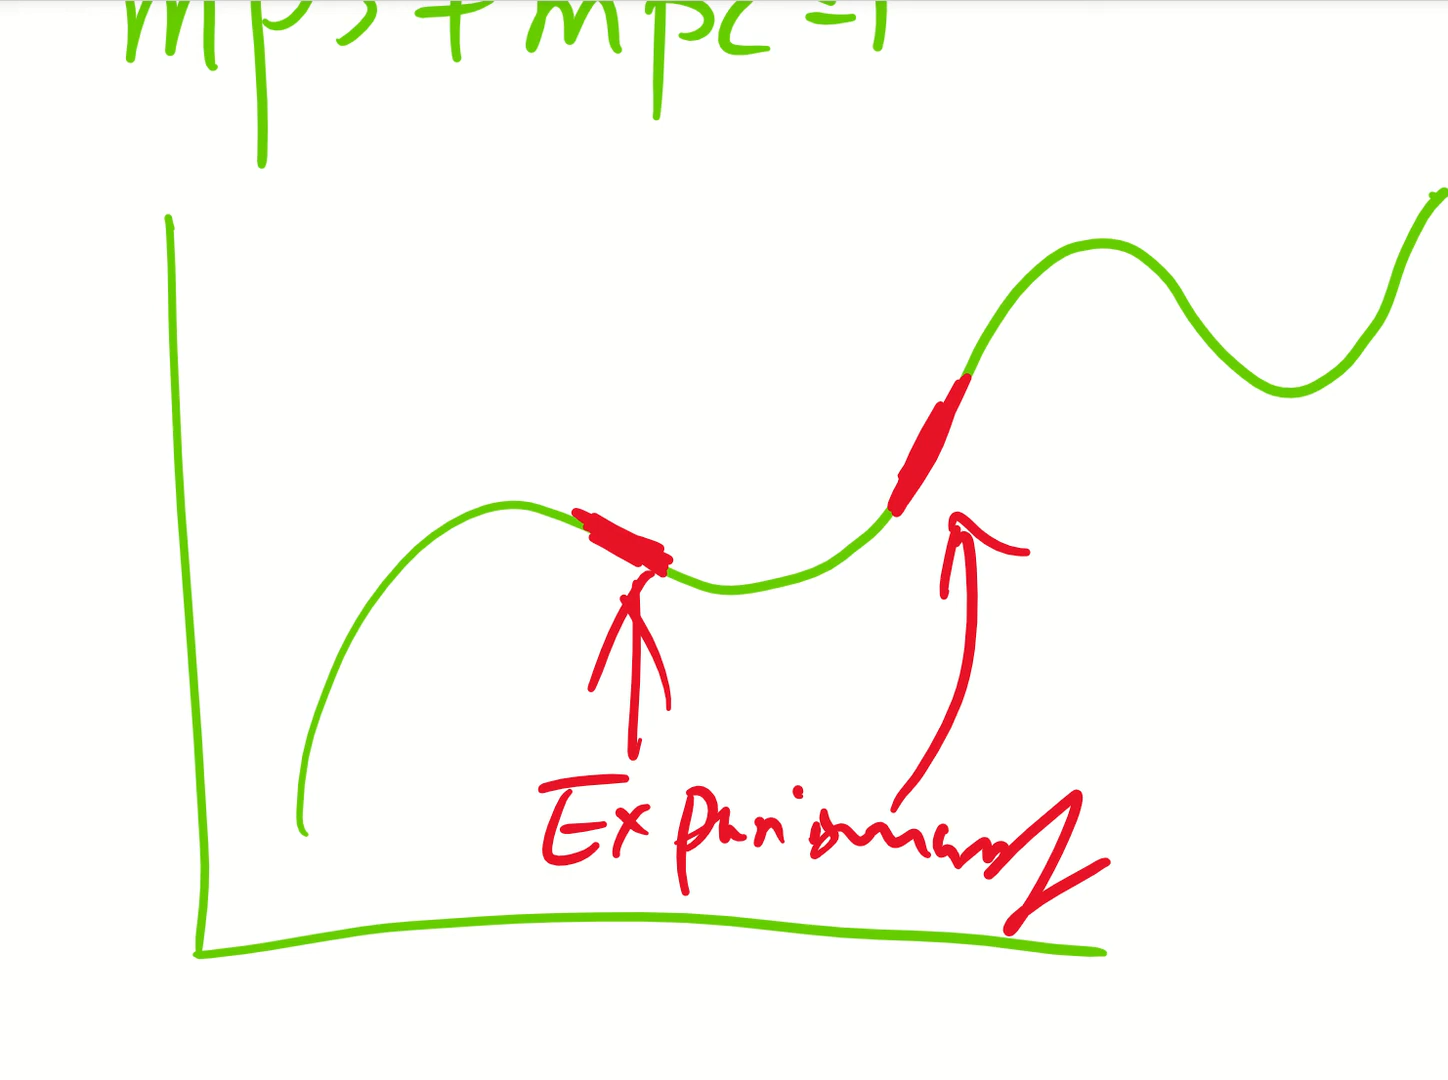 mps + mpc = 1
Expansionary